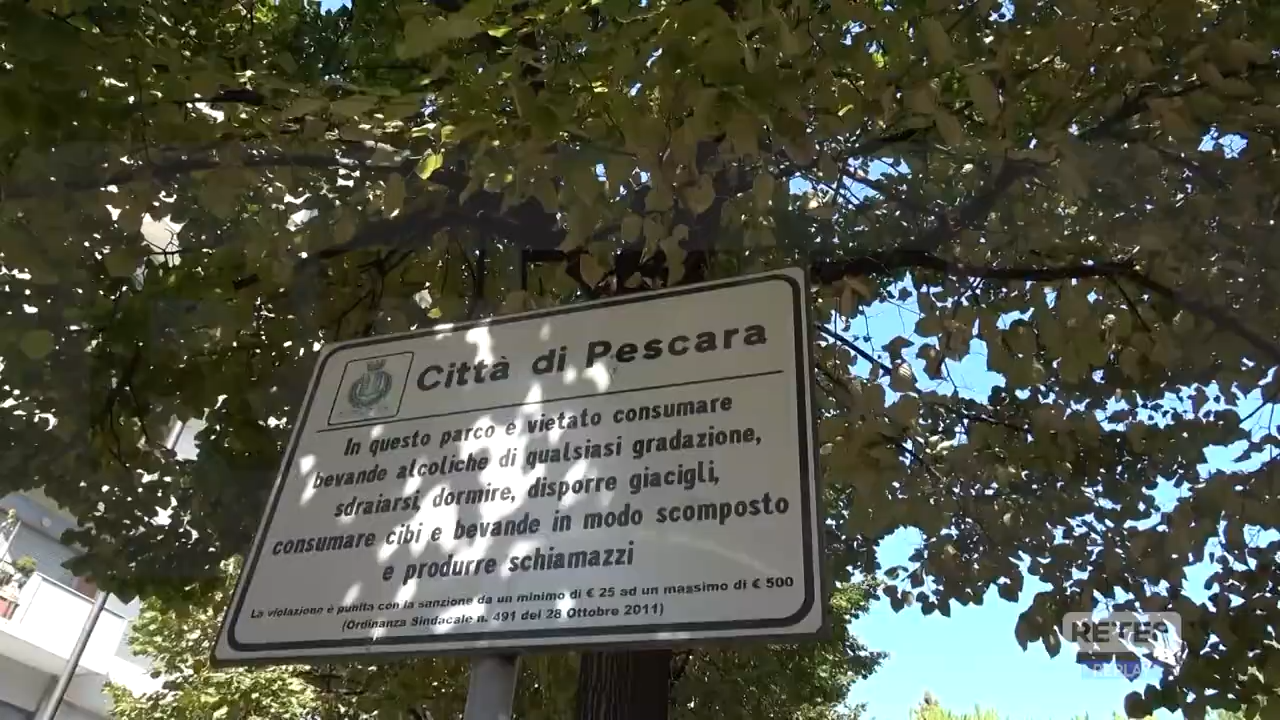 Città di Pescara
In questo parco è vietato consumare
bevande alcoliche di qualsiasi gradazione,
sdraiarsi, dormire, disporre giacigli,
consumare cibi e bevande in modo scomposto
e produrre schiamazzi
La violazione è punita con la sanzione da un minimo di € 25 ad un massimo di € 500
(Ordinanza Sindacale n. 491 del 28 Ottobre 2011)